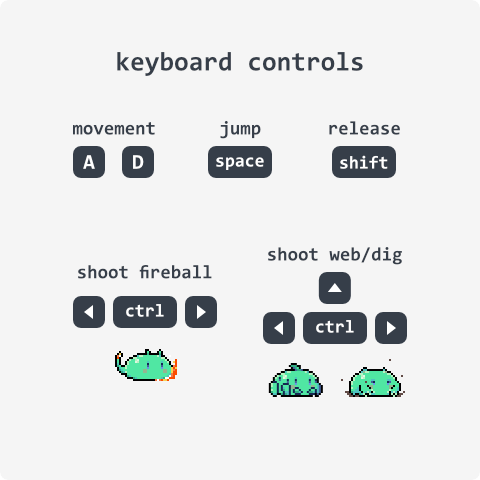 keyboard controls
movement
jump
release
A D
space
shift
shoot fireball
ctrl
shoot web/dig
ctrl